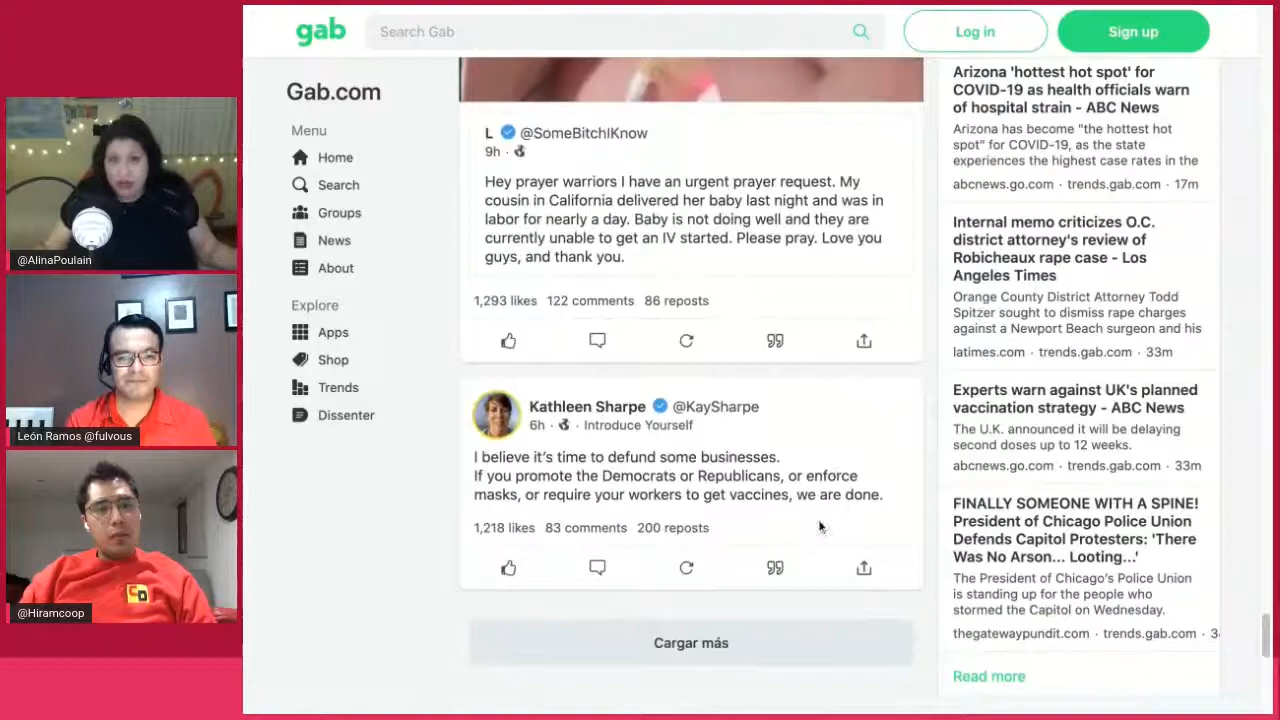 gab
Search Gab
Log in
Sign up
@AlinaPoulain
León Ramos @fulvous
@Hiramcoop
Gab.com
Menu
Home
Search
Groups
News
About
Explore
Apps
Shop
Trends
Dissenter
L @SomeBitchIKnow
9h ·
Hey prayer warriors I have an urgent prayer request. My
cousin in California delivered her baby last night and was in
labor for nearly a day. Baby is not doing well and they are
currently unable to get an IV started. Please pray. Love you
guys, and thank you.
1,293 likes 122 comments 86 reposts
Kathleen Sharpe @KaySharpe
6h · · Introduce Yourself
I believe it's time to defund some businesses.
If you promote the Democrats or Republicans, or enforce
masks, or require your workers to get vaccines, we are done.
1,218 likes 83 comments 200 reposts
Cargar más
Arizona 'hottest hot spot' for
COVID-19 as health officials warn
of hospital strain - ABC News
Arizona has become "the hottest hot
spot" for COVID-19, as the state
experiences the highest case rates in the
abcnews.go.com · trends.gab.com · 17m
Internal memo criticizes O.C.
district attorney's review of
Robicheaux rape case - Los
Angeles Times
Orange County District Attorney Todd
Spitzer sought to dismiss rape charges
against a Newport Beach surgeon and his
latimes.com · trends.gab.com · 33m
Experts warn against UK's planned
vaccination strategy - ABC News
The U.K. announced it will be delaying
second doses up to 12 weeks.
abcnews.go.com · trends.gab.com · 33m
FINALLY SOMEONE WITH A SPINE!
President of Chicago Police Union
Defends Capitol Protesters: 'There
Was No Arson... Looting...'
The President of Chicago's Police Union
is standing up for the people who
stormed the Capitol on Wednesday.
thegatewaypundit.com · trends.gab.com ·
Read more